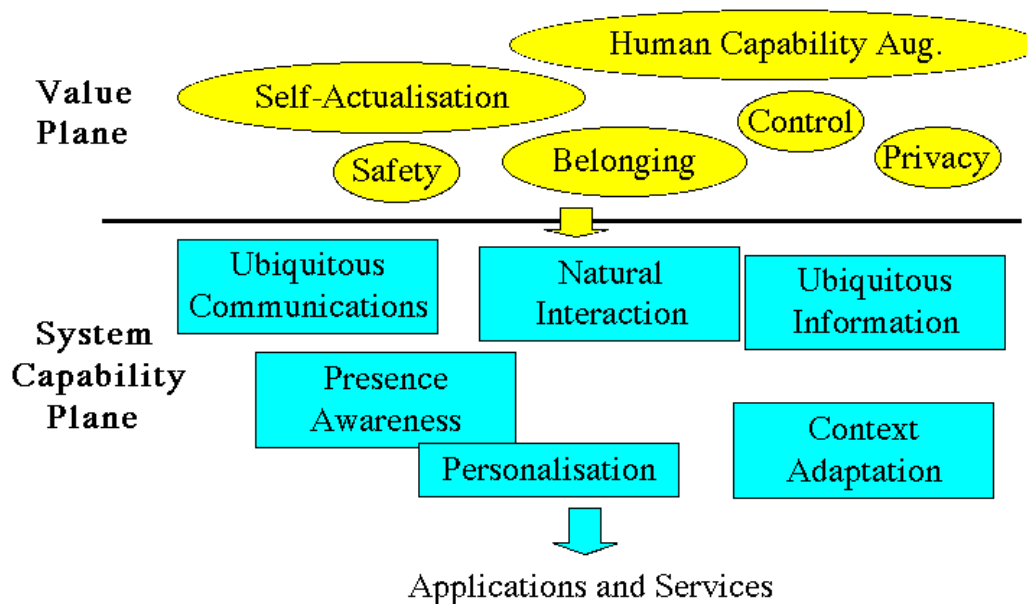 Human Capability Aug.
Value
Plane
Self-Actualisation
Control
Safety
Belonging
Privacy
Ubiquitous
Communications
Natural
Interaction
Ubiquitous
Information
System
Capability
Plane
Presence
Awareness
Personalisation
Context
Adaptation
Applications and Services